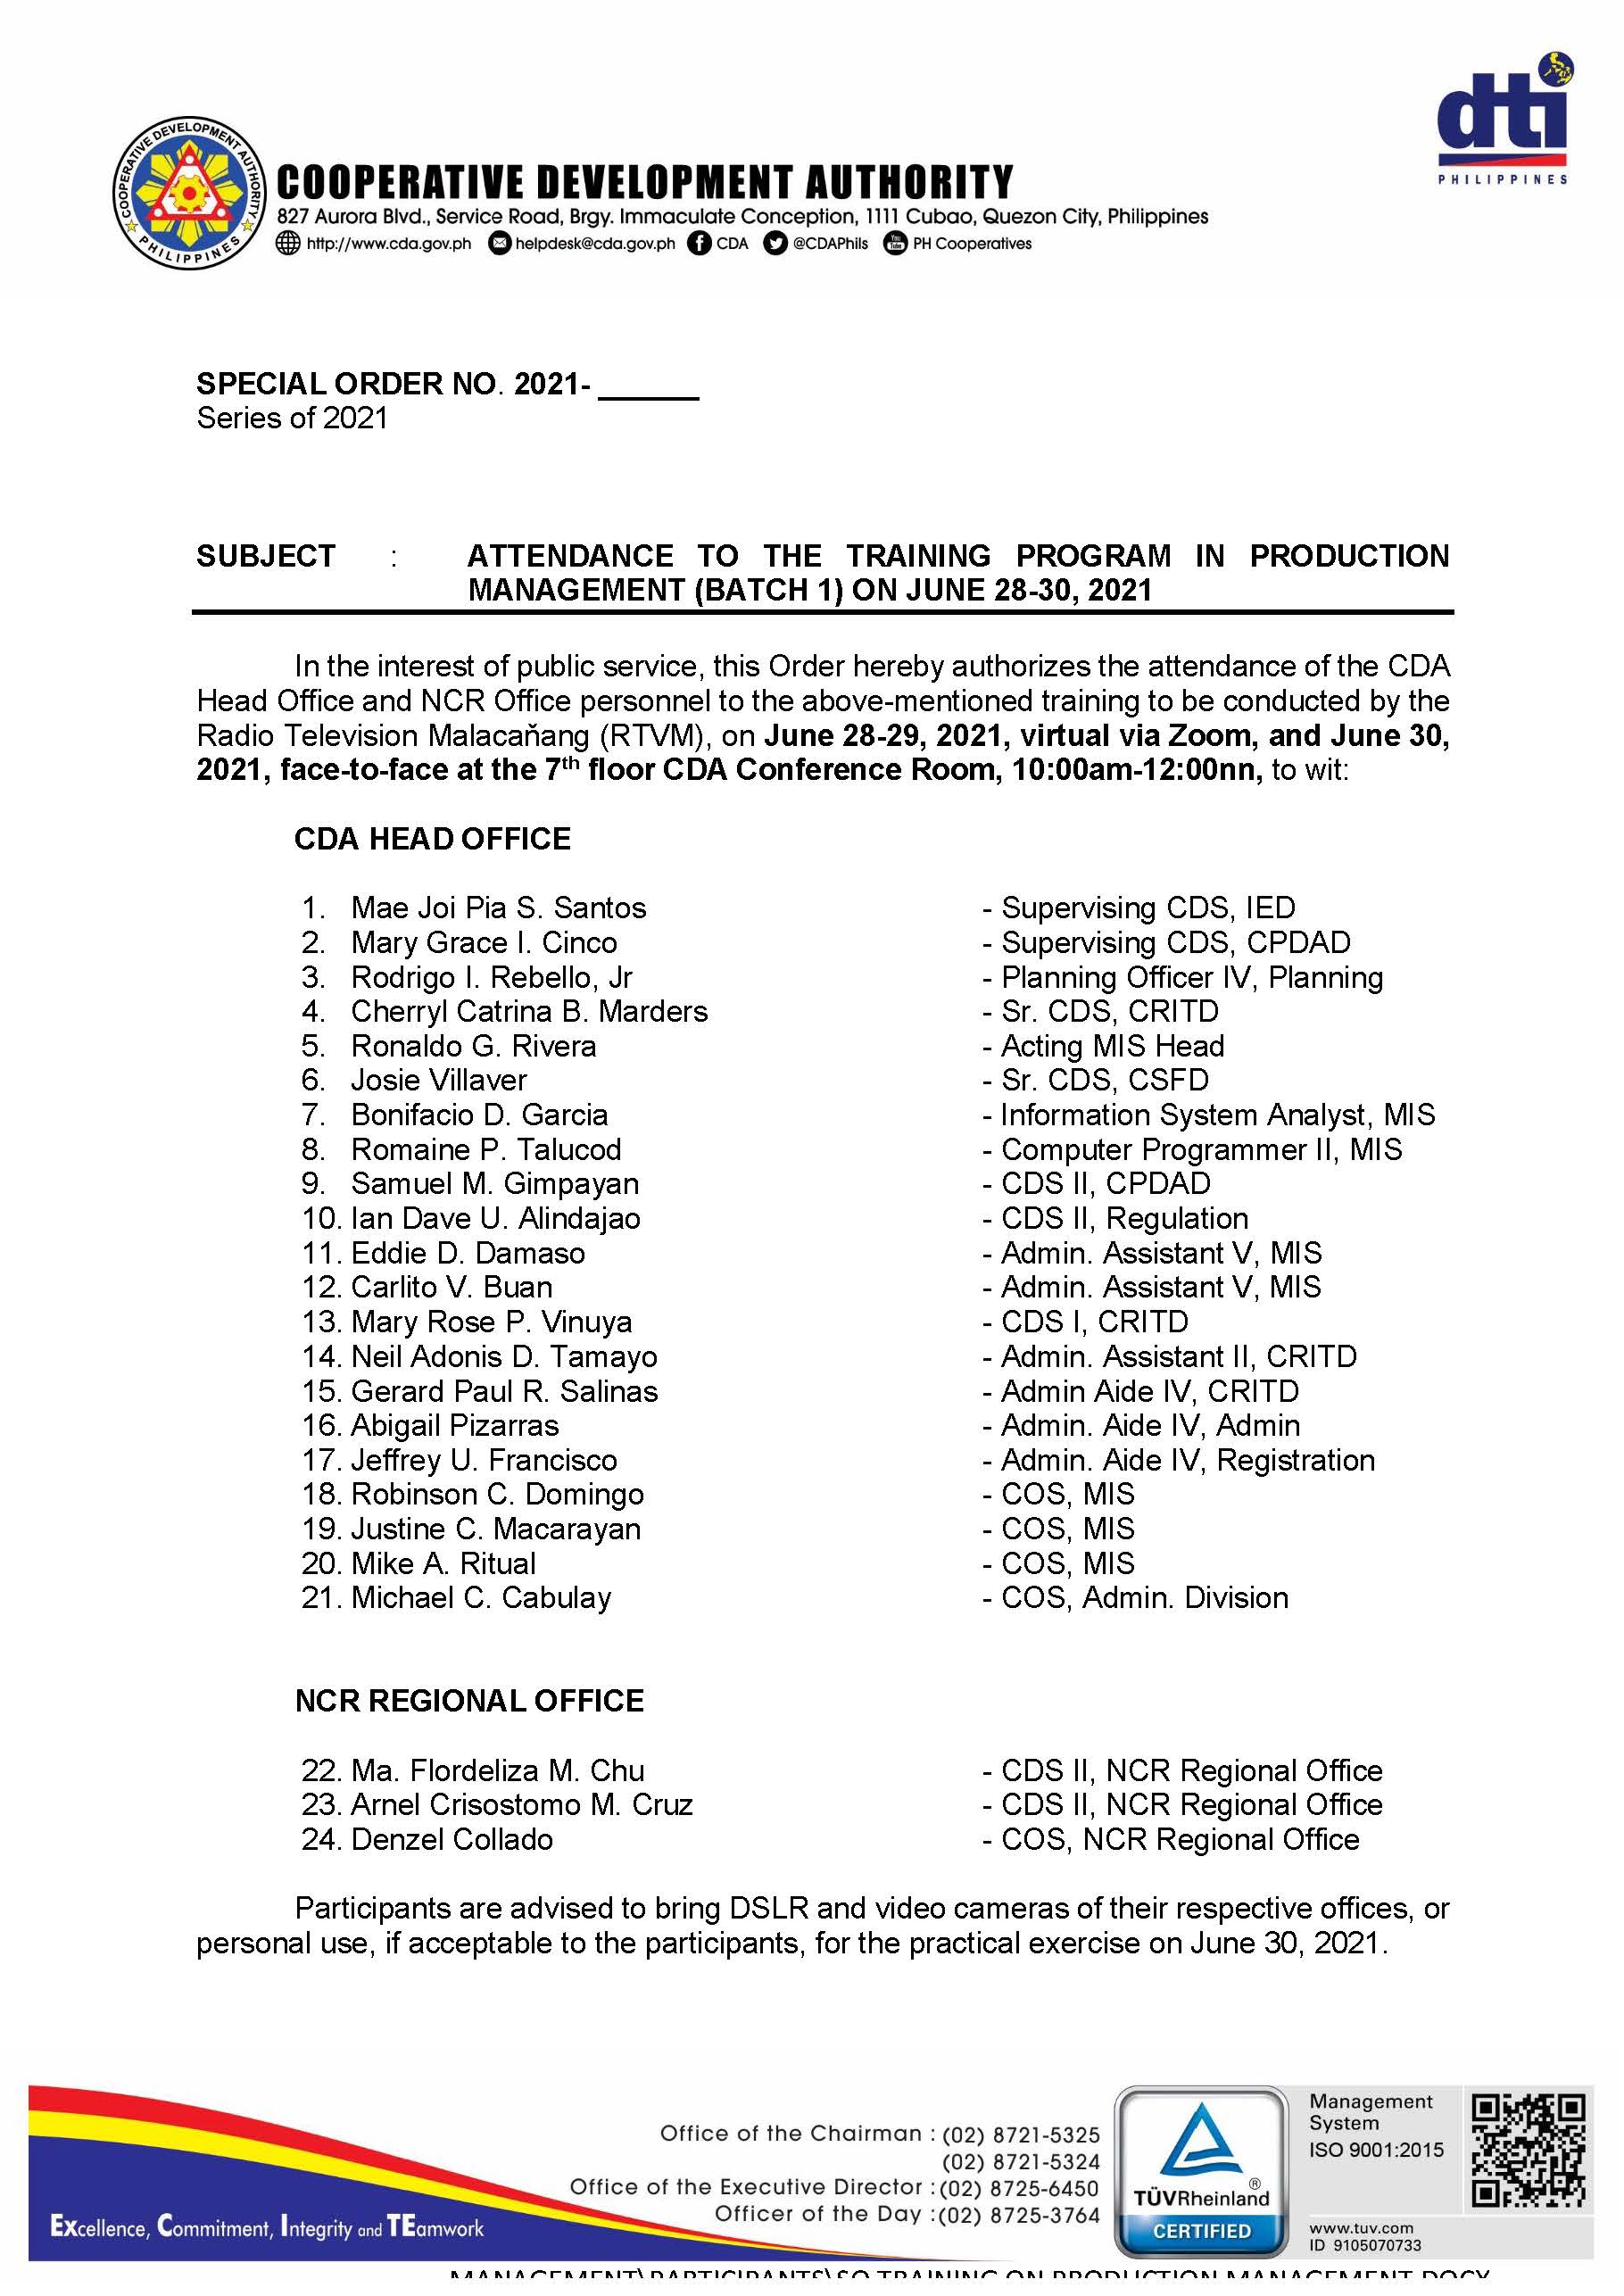 dti
PHILIPPINES
COOPERATIVE DEVELOPMENT AUTHORITY
PHILIPPINES
COOPERATIVE DEVELOPMENT AUTHORITY
827 Aurora Blvd., Service Road, Brgy. Immaculate Conception, 1111 Cubao, Quezon City, Philippines
http://www.cda.gov.ph helpdesk@cda.gov.ph CDA @CDAPhils PH Cooperatives
SPECIAL ORDER NO. 2021- ______
Series of 2021
SUBJECT : ATTENDANCE TO THE TRAINING PROGRAM IN PRODUCTION
MANAGEMENT (BATCH 1) ON JUNE 28-30, 2021
In the interest of public service, this Order hereby authorizes the attendance of the CDA
Head Office and NCR Office personnel to the above-mentioned training to be conducted by the
Radio Television Malacaňang (RTVM), on June 28-29, 2021, virtual via Zoom, and June 30,
2021, face-to-face at the 7th floor CDA Conference Room, 10:00am-12:00nn, to wit:
CDA HEAD OFFICE
1. Mae Joi Pia S. Santos - Supervising CDS, IED
2. Mary Grace I. Cinco - Supervising CDS, CPDAD
3. Rodrigo I. Rebello, Jr - Planning Officer IV, Planning
4. Cherryl Catrina B. Marders - Sr. CDS, CRITD
5. Ronaldo G. Rivera - Acting MIS Head
6. Josie Villaver - Sr. CDS, CSFD
7. Bonifacio D. Garcia - Information System Analyst, MIS
8. Romaine P. Talucod - Computer Programmer II, MIS
9. Samuel M. Gimpayan - CDS II, CPDAD
10. Ian Dave U. Alindajao - CDS II, Regulation
11. Eddie D. Damaso - Admin. Assistant V, MIS
12. Carlito V. Buan - Admin. Assistant V, MIS
13. Mary Rose P. Vinuya - CDS I, CRITD
14. Neil Adonis D. Tamayo - Admin. Assistant II, CRITD
15. Gerard Paul R. Salinas - Admin Aide IV, CRITD
16. Abigail Pizarras - Admin. Aide IV, Admin
17. Jeffrey U. Francisco - Admin. Aide IV, Registration
18. Robinson C. Domingo - COS, MIS
19. Justine C. Macarayan - COS, MIS
20. Mike A. Ritual - COS, MIS
21. Michael C. Cabulay - COS, Admin. Division
NCR REGIONAL OFFICE
22. Ma. Flordeliza M. Chu - CDS II, NCR Regional Office
23. Arnel Crisostomo M. Cruz - CDS II, NCR Regional Office
24. Denzel Collado - COS, NCR Regional Office
Participants are advised to bring DSLR and video cameras of their respective offices, or
personal use, if acceptable to the participants, for the practical exercise on June 30, 2021.
Office of the Chairman : (02) 8721-5325
(02) 8721-5324
Office of the Executive Director : (02) 8725-6450
Officer of the Day : (02) 8725-3764
EXcellence, Commitment, Integrity and TEamwork
TÜVRheinland®
CERTIFIED
Management
System
ISO 9001:2015
www.tuv.com
ID 9105070733
MANAGEMENT\ PARTICIPANTS\ SO TRAINING ON PRODUCTION MANAGEMENT.DOCX